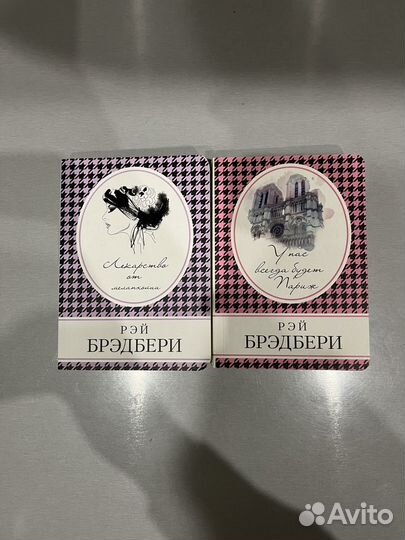 Лекарство
от
меланхолии
РЭЙ
БРЭДБЕРИ
У нас
всегда будет
Париж
РЭЙ
БРЭДБЕРИ
Avito